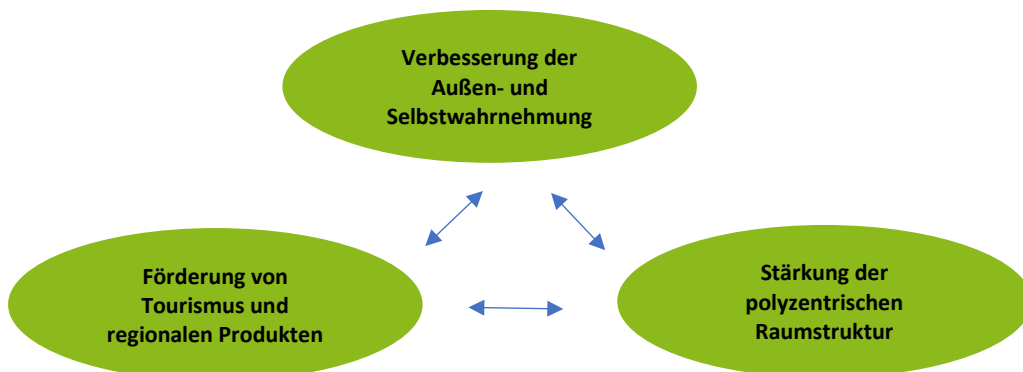 Verbesserung der
Außen- und
Selbstwahrnehmung
Förderung von
Tourismus und
regionalen Produkten
Stärkung der
polyzentrischen
Raumstruktur